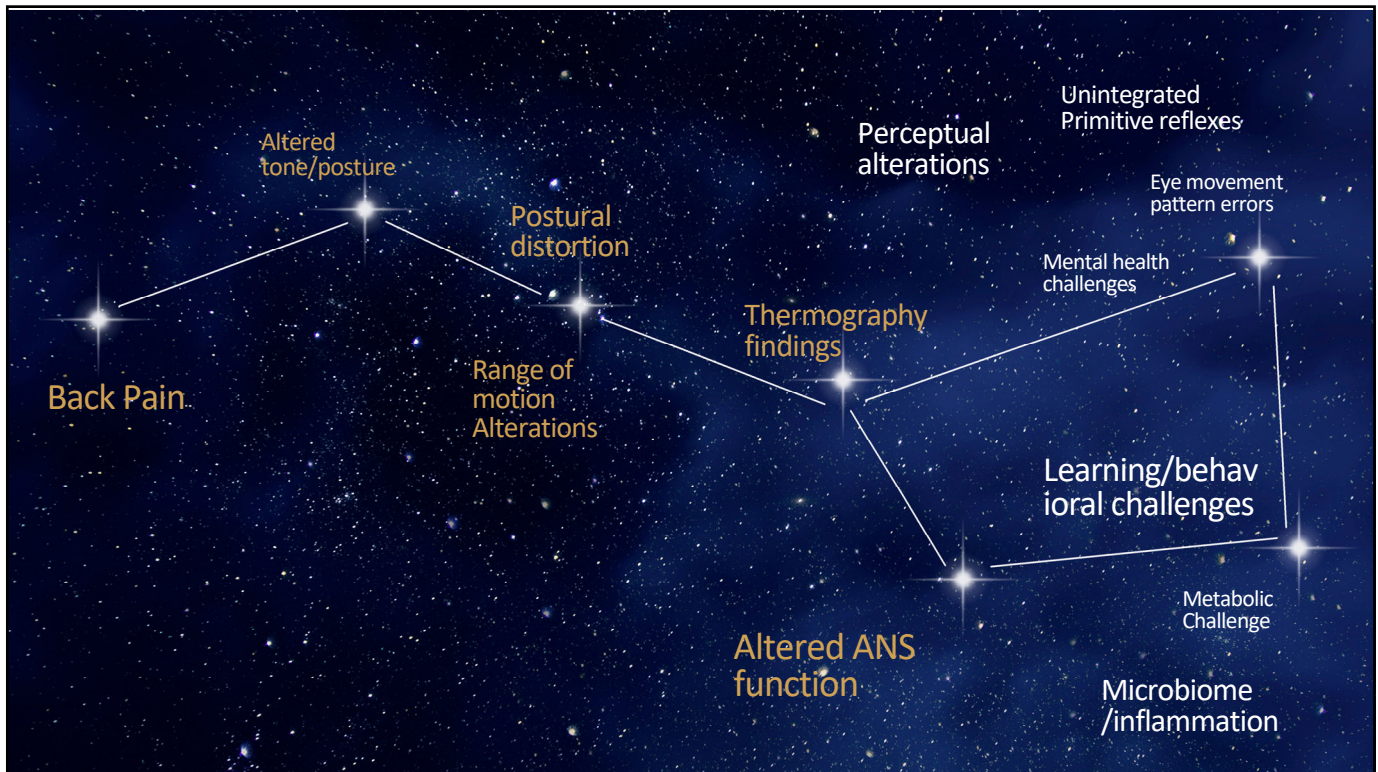 Unintegrated
Primitive reflexes
Perceptual
alterations
Altered
tone/posture
Eye movement
pattern errors
Postural
distortion
Mental health
challenges
Thermography
findings
Back Pain
Range of
motion
Alterations
Learning/behav
ioral challenges
Metabolic
Challenge
Altered ANS
function
Microbiome
/inflammation